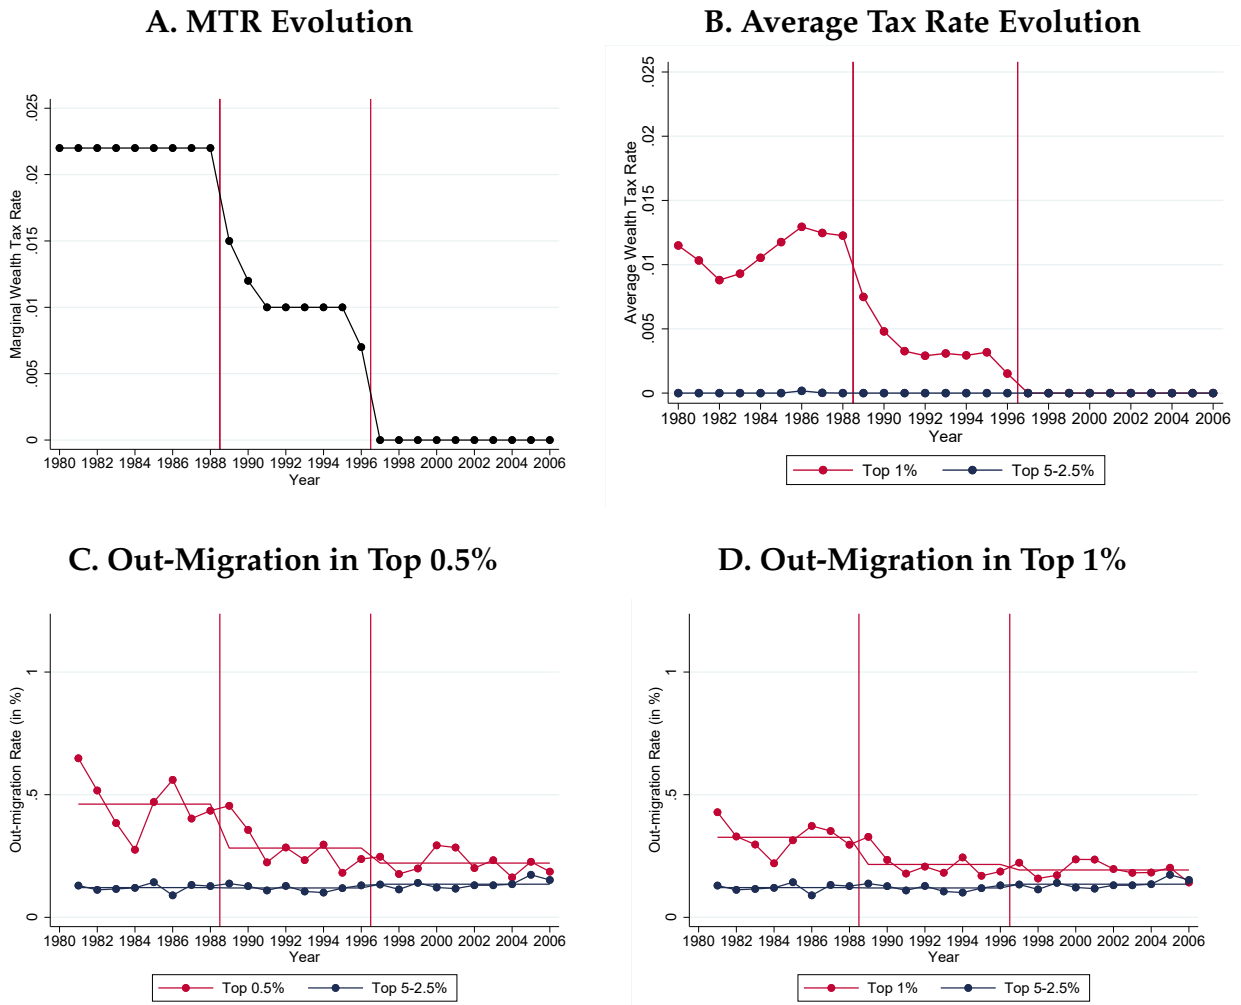 A. MTR Evolution
Marginal Wealth Tax Rate
.025
.02
.015
.01
.005
0
1980 1982 1984 1986 1988 1990 1992 1994 1996 1998 2000 2002 2004 2006
Year
B. Average Tax Rate Evolution
Average Wealth Tax Rate
.025
.02
.015
.01
.005
0
1980 1982 1984 1986 1988 1990 1992 1994 1996 1998 2000 2002 2004 2006
Year
Top 1% Top 5-2.5%
C. Out-Migration in Top 0.5%
Out-migration Rate (in %)
1
.5
0
1980 1982 1984 1986 1988 1990 1992 1994 1996 1998 2000 2002 2004 2006
Year
Top 0.5% Top 5-2.5%
D. Out-Migration in Top 1%
Out-migration Rate (in %)
1
.5
0
1980 1982 1984 1986 1988 1990 1992 1994 1996 1998 2000 2002 2004 2006
Year
Top 1% Top 5-2.5%